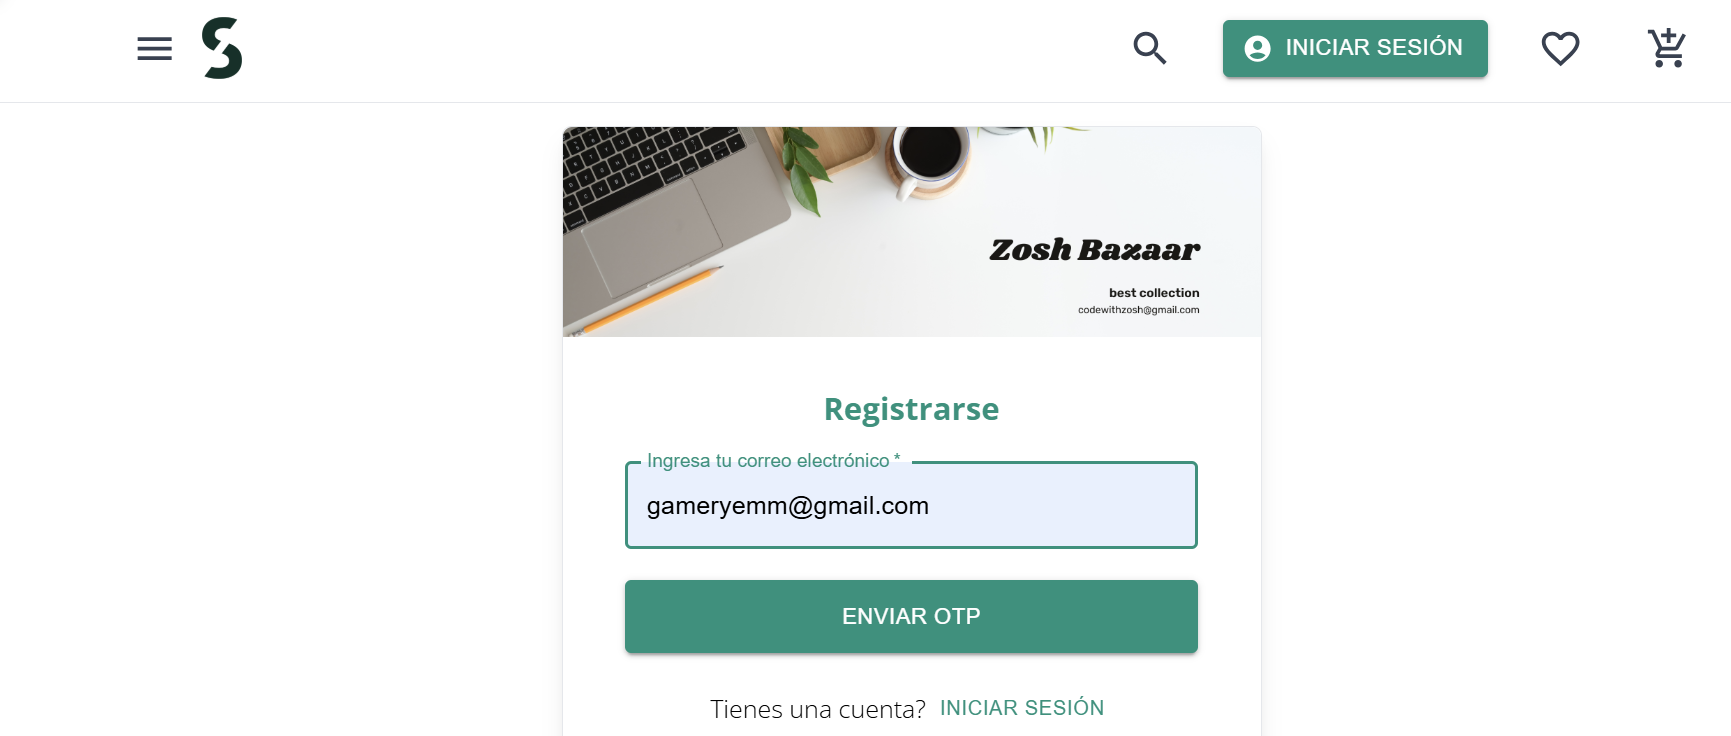 INICIAR SESIÓN
Zosh Bazaar
best collection
codewithzosh@gmail.com
Registrarse
Ingresa tu correo electrónico *
gameryemm@gmail.com
ENVIAR OTP
Tienes una cuenta? INICIAR SESIÓN